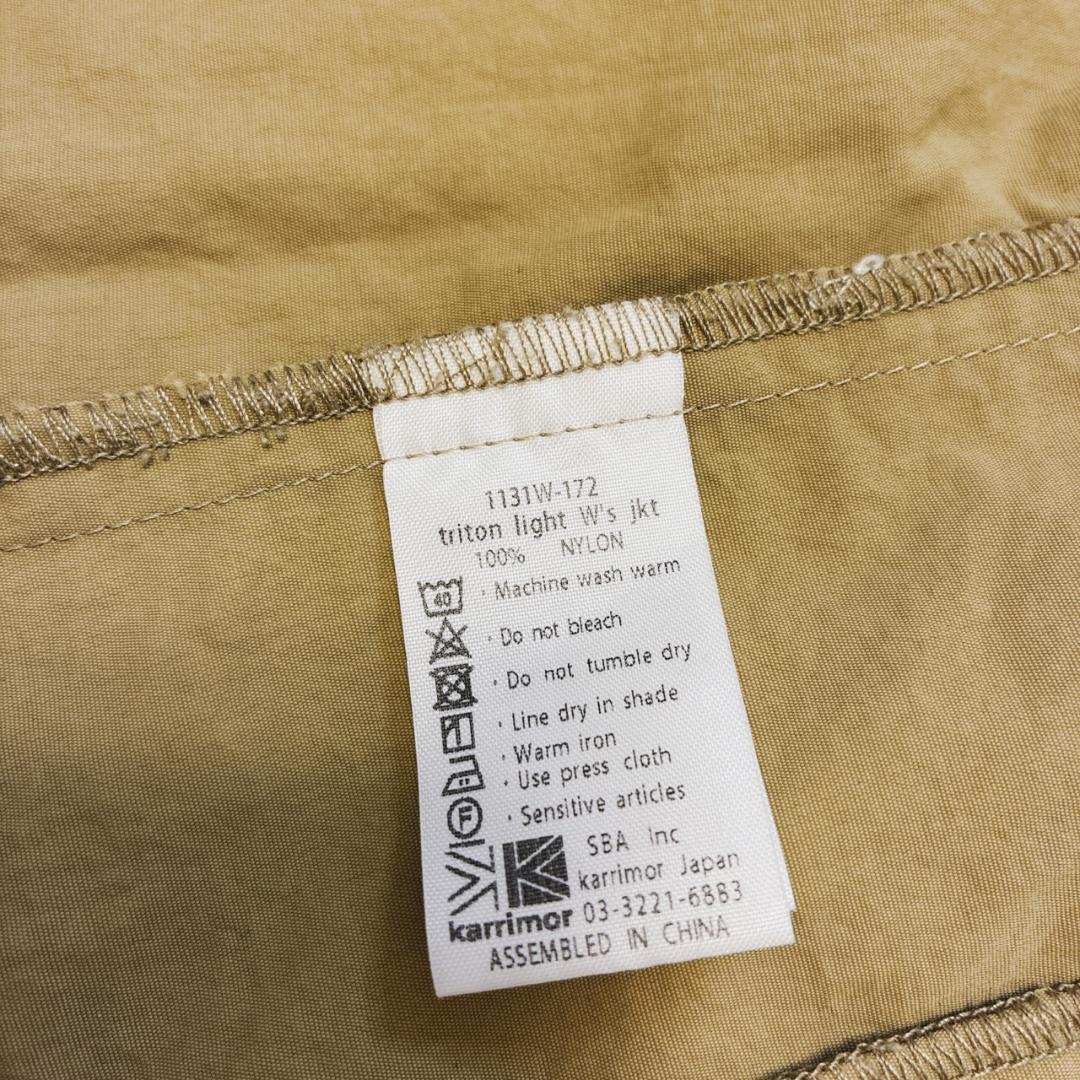 1131W-172
triton light W's jkt
100% NYLON
40
· Machine wash warm
· Do not bleach
· Do not tumble dry
· Line dry in shade
· Warm iron
· Use press cloth
F
· Sensitive articles
SBA Inc
karrimor Japan
karrimor 03-3221-6883
ASSEMBLED IN CHINA